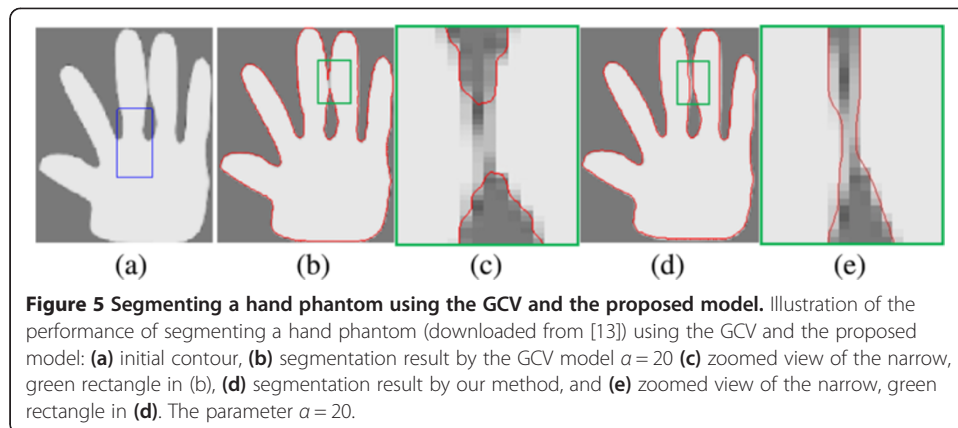 (a) (b) (c) (d) (e)
Figure 5 Segmenting a hand phantom using the GCV and the proposed model. Illustration of the
performance of segmenting a hand phantom (downloaded from [13]) using the GCV and the proposed
model: (a) initial contour, (b) segmentation result by the GCV model α = 20 (c) zoomed view of the narrow,
green rectangle in (b), (d) segmentation result by our method, and (e) zoomed view of the narrow, green
rectangle in (d). The parameter α = 20.